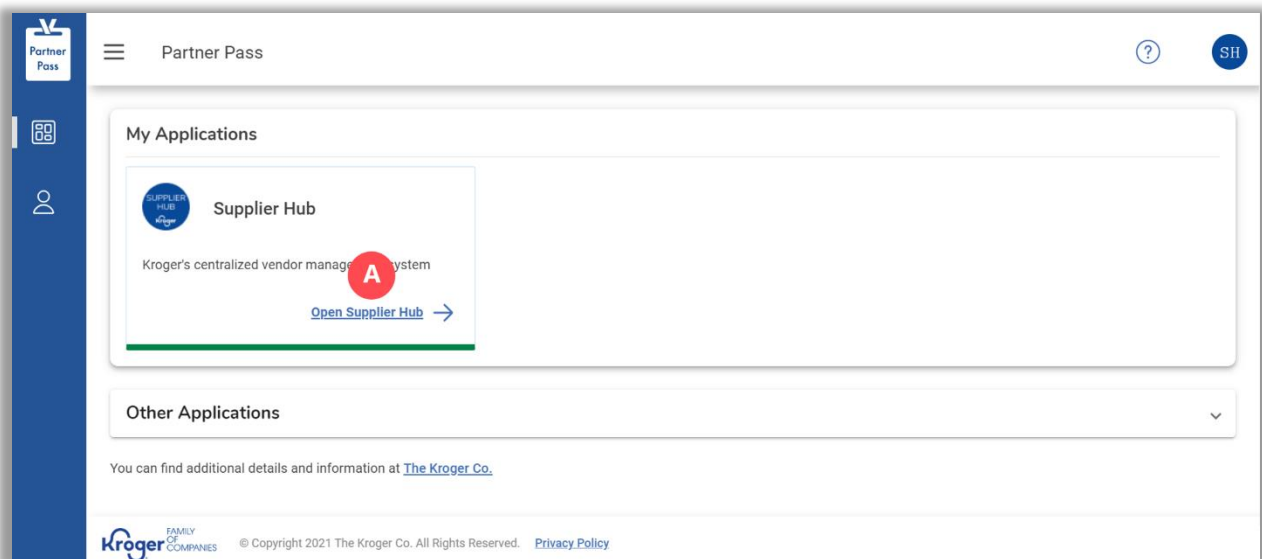 Partner
Pass
Partner Pass
?
SH
My Applications
SUPPLIER
HUB
Kroger
Supplier Hub
Kroger's centralized vendor manage ystem
A
Open Supplier Hub
Other Applications
You can find additional details and information at The Kroger Co.
Kroger FAMILY
OF
COMPANIES
© Copyright 2021 The Kroger Co. All Rights Reserved. Privacy Policy